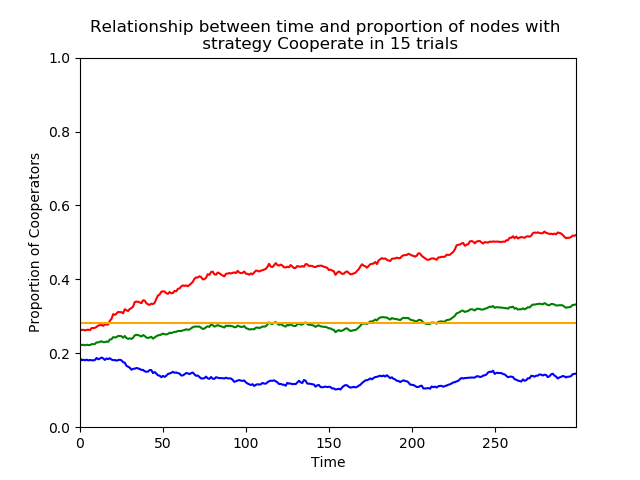 Relationship between time and proportion of nodes with
strategy Cooperate in 15 trials
1.0
0.8
0.6
0.4
0.2
0.0
Proportion of Cooperators
0 50 100 150 200 250
Time